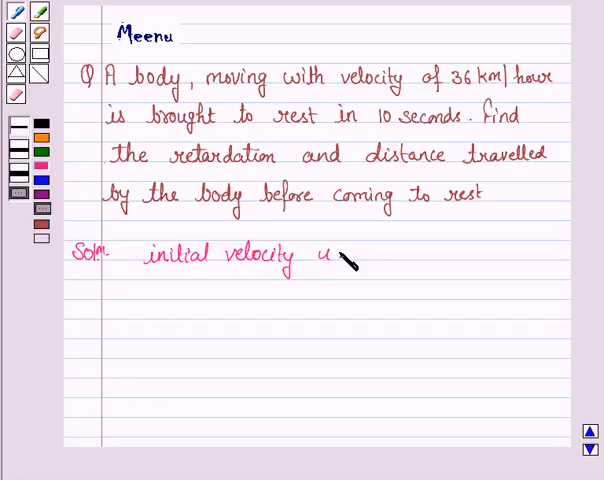 Meenu
Q A body, moving with velocity of 36 km/hour
is brought to rest in 10 seconds. Find
the retardation and distance travelled
by the body before coming to rest
Soln. initial velocity u